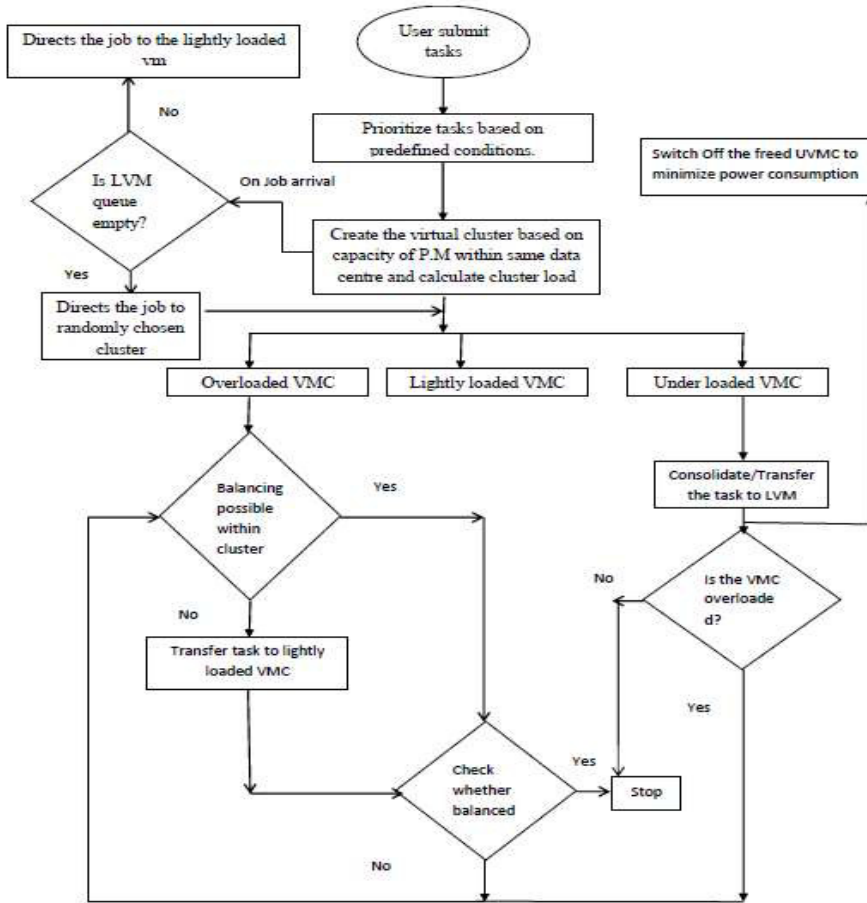 Directs the job to the lightly loaded
vm
User submit
tasks
No
Prioritize tasks based on
predefined conditions.
Switch Off the freed UVMC to
minimize power consumption
Is LVM
queue
empty?
On Job arrival
Create the virtual cluster based on
capacity of P.M within same data
centre and calculate cluster load
Yes
Directs the job to
randomly chosen
cluster
Overloaded VMC
Lightly loaded VMC
Under loaded VMC
Balancing
possible
within
cluster
Yes
Consolidate/Transfer
the task to LVM
No
Is the VMC
overloade
d?
No
Transfer task to lightly
loaded VMC
Yes
Check
whether
balanced
Yes
Stop
No